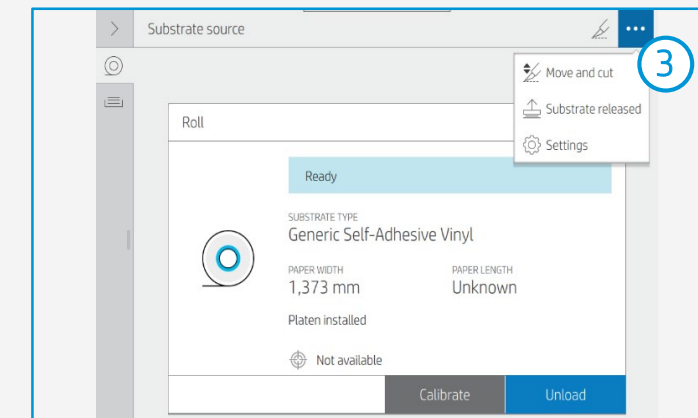 Substrate source
3
Move and cut
Substrate released
Settings
Roll
Ready
SUBSTRATE TYPE
Generic Self-Adhesive Vinyl
PAPER WIDTH PAPER LENGTH
1,373 mm Unknown
Platen installed
Not available
Calibrate Unload